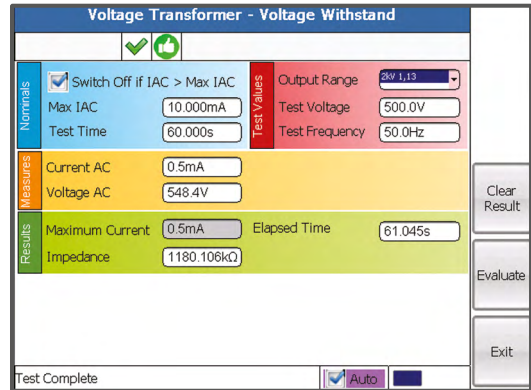 Voltage Transformer - Voltage Withstand
Nominals
Switch Off if IAC > Max IAC
Max IAC 10.000mA
Test Time 60.000s
Test Values
Output Range 2kV 1,13
Test Voltage 500.0V
Test Frequency 50.0Hz
Measures
Current AC 0.5mA
Voltage AC 548.4V
Results
Maximum Current 0.5mA Elapsed Time 61.045s
Impedance 1180.106kΩ
Clear
Result
Evaluate
Exit
Test Complete Auto